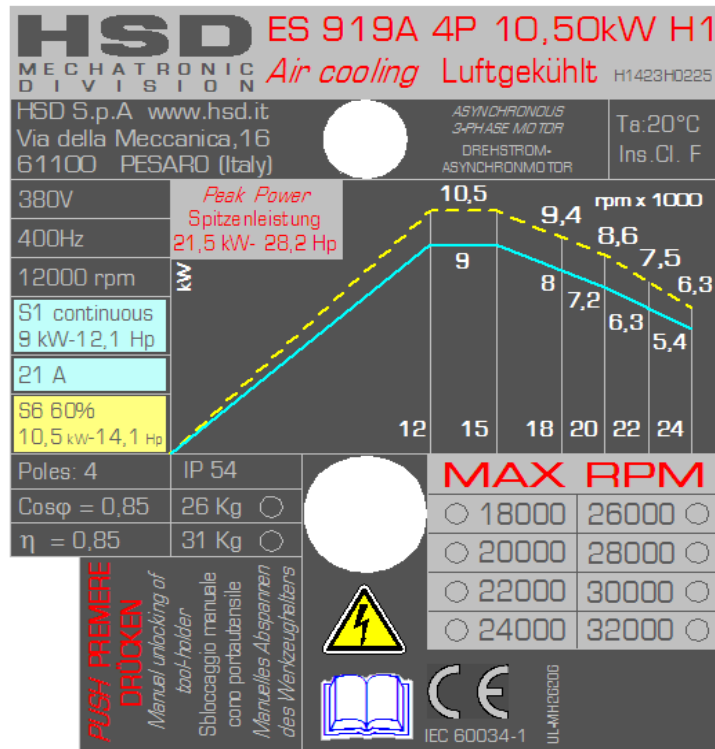 HSD
MECHATRONIC
DIVISION
ES 919A 4P 10,50kW H1
Air cooling Luftgekühlt H1423H0225
HSD S.p.A www.hsd.it
Via della Meccanica,16
61100 PESARO (Italy)
ASYNCHRONOUS
3-PHASE MOTOR
DREHSTROM-
ASYNCHRONMOTOR
Ta:20°C
Ins.Cl. F
380V
400Hz
12000 rpm
S1 continuous
9 kW-12,1 Hp
21 A
S6 60%
10,5 kW-14,1 Hp
Peak Power
Spitzenleistung
21,5 kW- 28,2 Hp
kW
rpm x 1000
10,5
9,4
8,6
7,5
6,3
9
8
7,2
6,3
5,4
12 15 18 20 22 24
Poles: 4 IP 54
Cosφ = 0,85 26 Kg
η = 0,85 31 Kg
MAX RPM
18000 26000
20000 28000
22000 30000
24000 32000
PUSH PREMERE
DRÜCKEN
Manual unlocking of
tool-holder
Sbloccaggio manuale
cono portautensile
Manuelles Abspannen
des Werkzeughalters
CE
IEC 60034-1